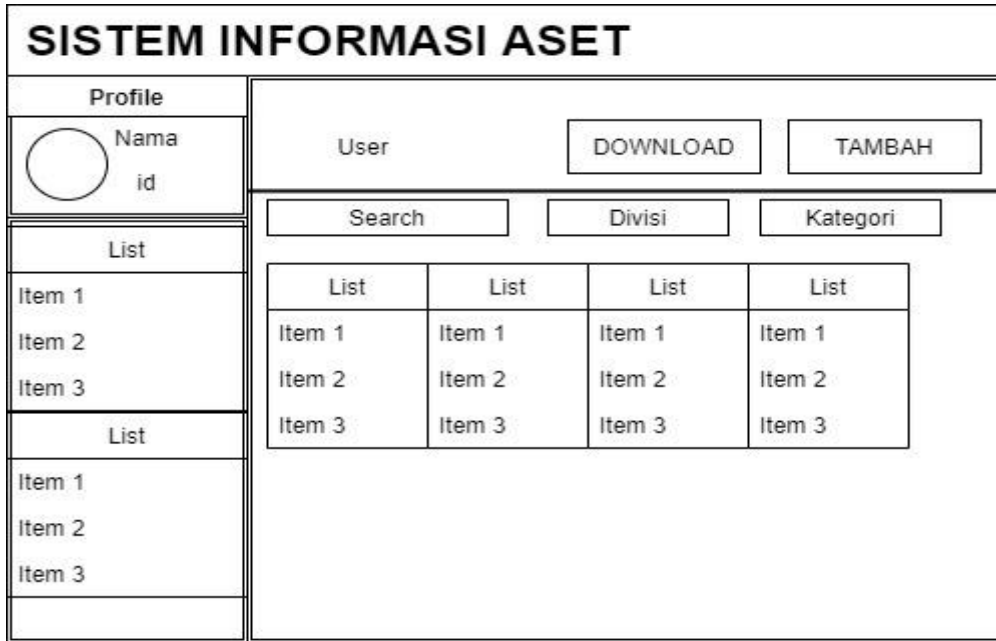 SISTEM INFORMASI ASET
Profile
Nama
id
List
Item 1
Item 2
Item 3
List
Item 1
Item 2
Item 3
User DOWNLOAD TAMBAH
Search Divisi Kategori
List List List List
Item 1 Item 1 Item 1 Item 1
Item 2 Item 2 Item 2 Item 2
Item 3 Item 3 Item 3 Item 3